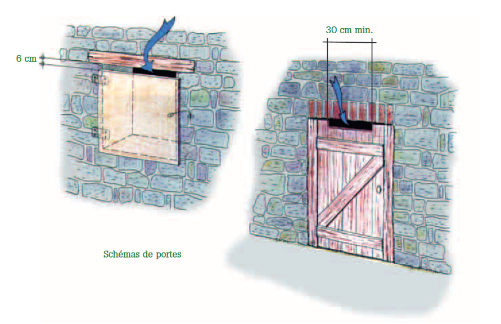 30 cm min.
6 cm
Schémas de portes